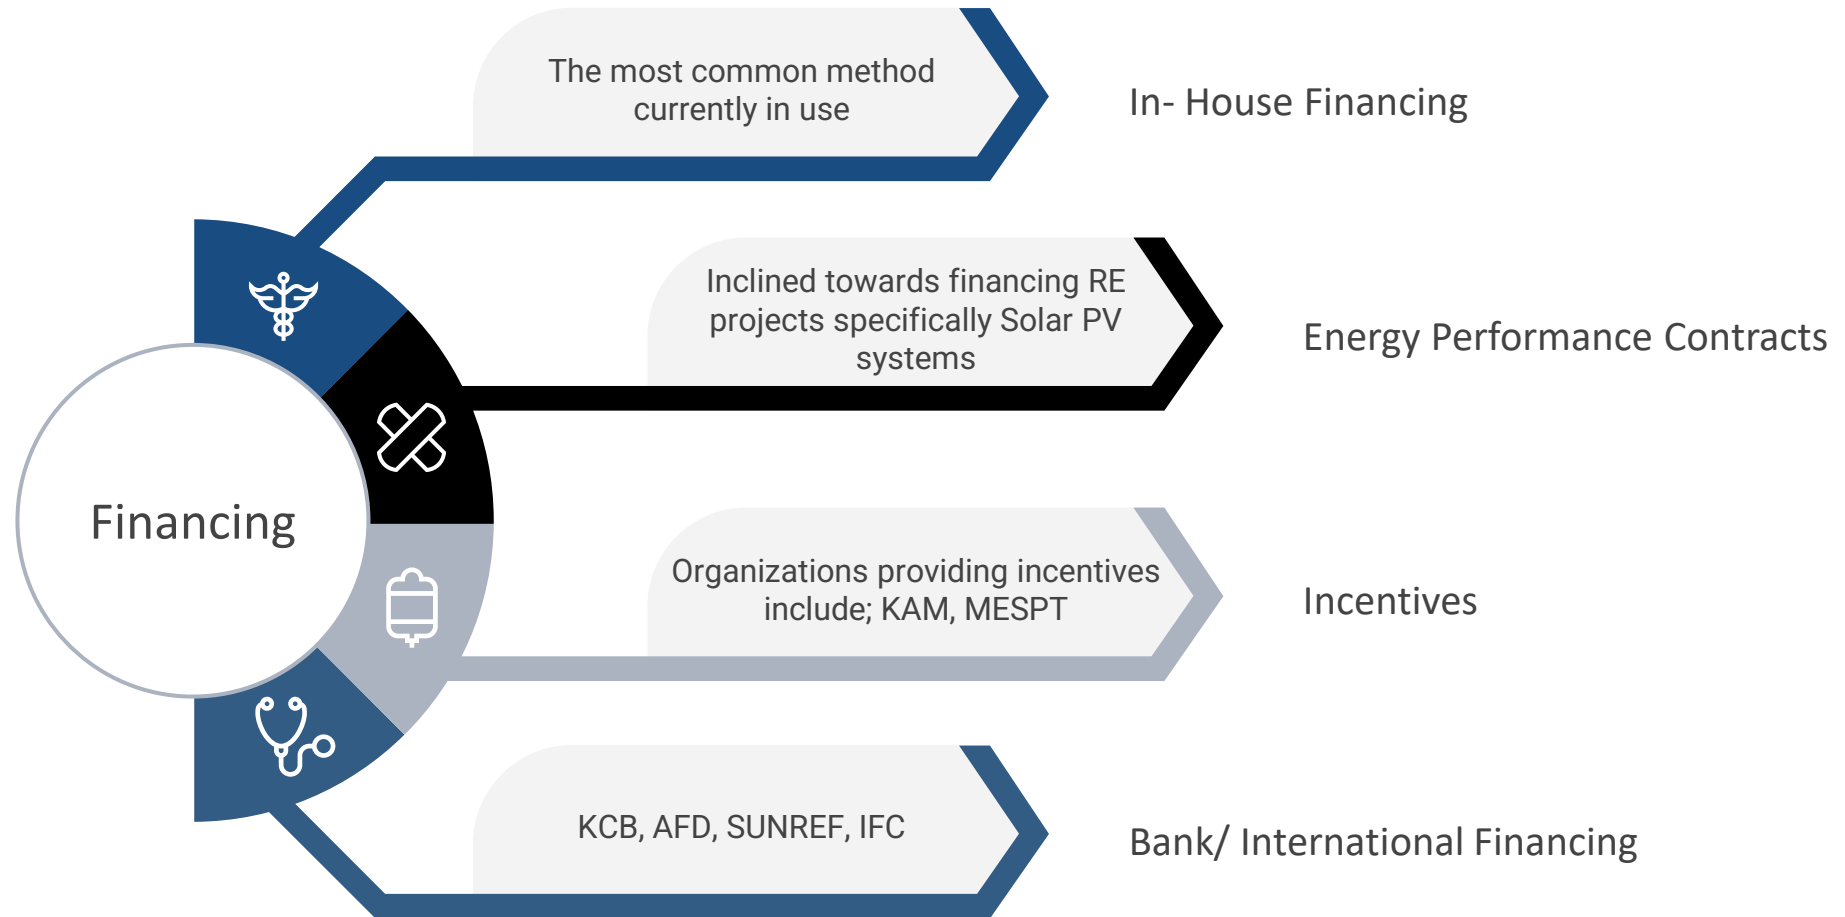 The most common method
currently in use
In- House Financing
Inclined towards financing RE
projects specifically Solar PV
systems
Energy Performance Contracts
Financing
Organizations providing incentives
include; KAM, MESPT
Incentives
KCB, AFD, SUNREF, IFC
Bank/ International Financing